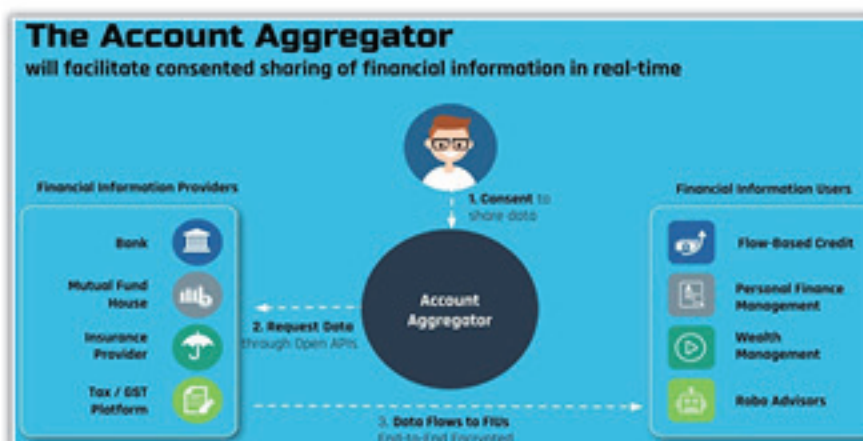 The Account Aggregator
will facilitate consented sharing of financial information in real-time
Financial Information Providers
Bank
Mutual Fund
House
Insurance
Provider
Tax / GST
Platform
1. Consent to
share data
Account
Aggregator
2. Request Data
through Open APIs
3. Data Flows to FIUs
End-to-End Encrypted
Financial Information Users
Flow-Based Credit
Personal Finance
Management
Wealth
Management
Robo Advisors